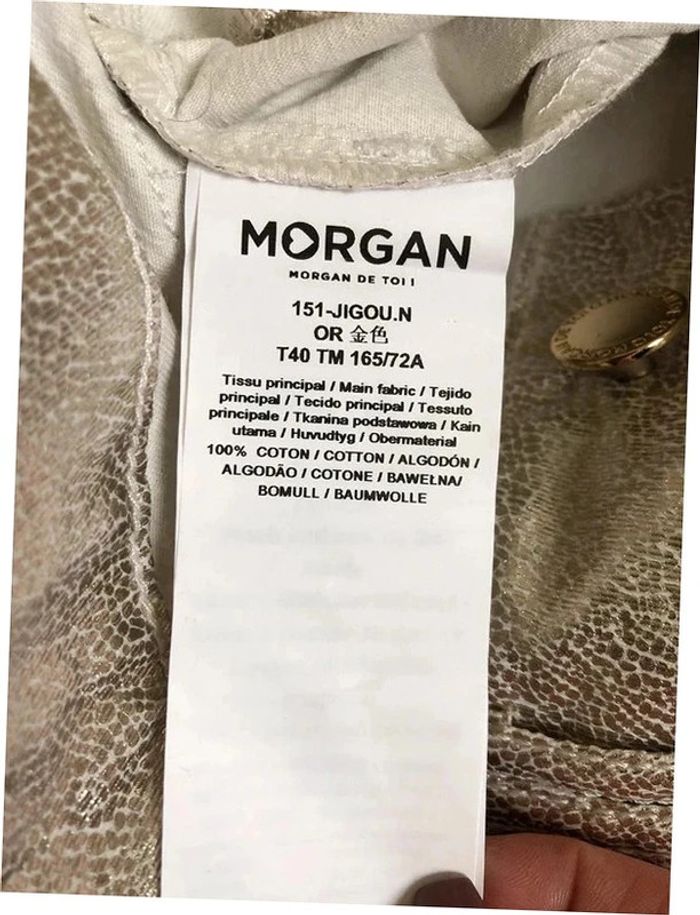 MORGAN
MORGAN DE TOI !
151-JIGOU.N
OR 金色
T40 TM 165/72A
Tissu principal / Main fabric / Tejido
principal / Tecido principal / Tessuto
principale / Tkanina podstawowa / Kain
utama / Huvudtyg / Obermaterial
100% COTON / COTTON / ALGODÓN /
ALGODÃO / COTONE / BAWEŁNA/
BOMULL / BAUMWOLLE